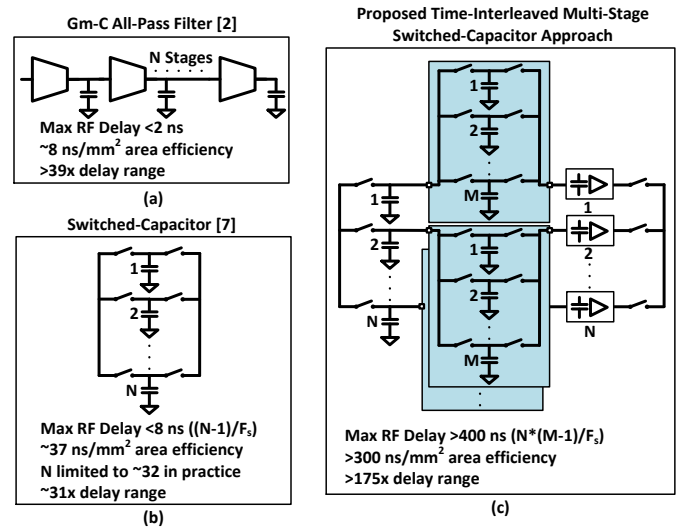 Gm-C All-Pass Filter [2]
N Stages
Max RF Delay <2 ns
~8 ns/mm² area efficiency
>39x delay range
(a)
Switched-Capacitor [7]
1
2
N
Max RF Delay <8 ns ((N-1)/Fₛ)
~37 ns/mm² area efficiency
N limited to ~32 in practice
~31x delay range
(b)
Proposed Time-Interleaved Multi-Stage
Switched-Capacitor Approach
1
2
M
1
1
2
1
2
2
N
M
N
Max RF Delay >400 ns (N*(M-1)/Fₛ)
>300 ns/mm² area efficiency
>175x delay range
(c)